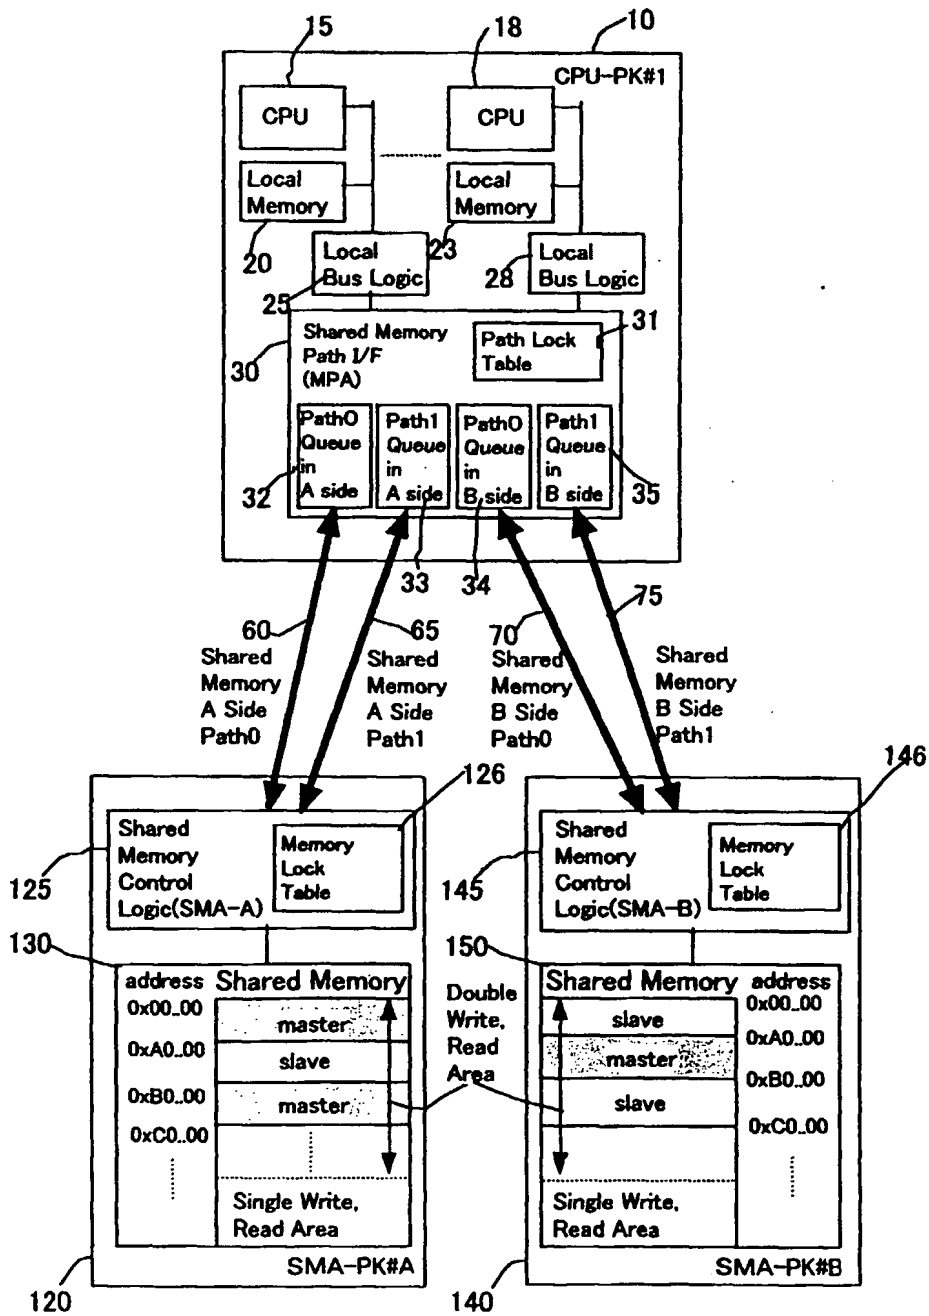 15
18
10
CPU-PK#1
CPU
CPU
Local
Memory
Local
Memory
20
23
Local
Bus Logic
25
28
Local
Bus Logic
30
Shared Memory
Path I/F
(MPA)
Path Lock
Table
31
Path0
Queue
in
A side
Path1
Queue
in
A side
Path0
Queue
in
B side
Path1
Queue
in
B side
32
33
34
35
60
65
70
75
Shared
Memory
A Side
Path0
Shared
Memory
A Side
Path1
Shared
Memory
B Side
Path0
Shared
Memory
B Side
Path1
126
146
125
Shared
Memory
Control
Logic(SMA-A)
Memory
Lock
Table
145
Shared
Memory
Control
Logic(SMA-B)
Memory
Lock
Table
130
address
Shared Memory
0x00..00
master
0xA0..00
slave
0xB0..00
master
0xC0..00
Single Write,
Read Area
SMA-PK#A
120
Double
Write,
Read
Area
150
Shared Memory
address
0x00..00
slave
0xA0..00
master
0xB0..00
slave
0xC0..00
Single Write,
Read Area
SMA-PK#B
140